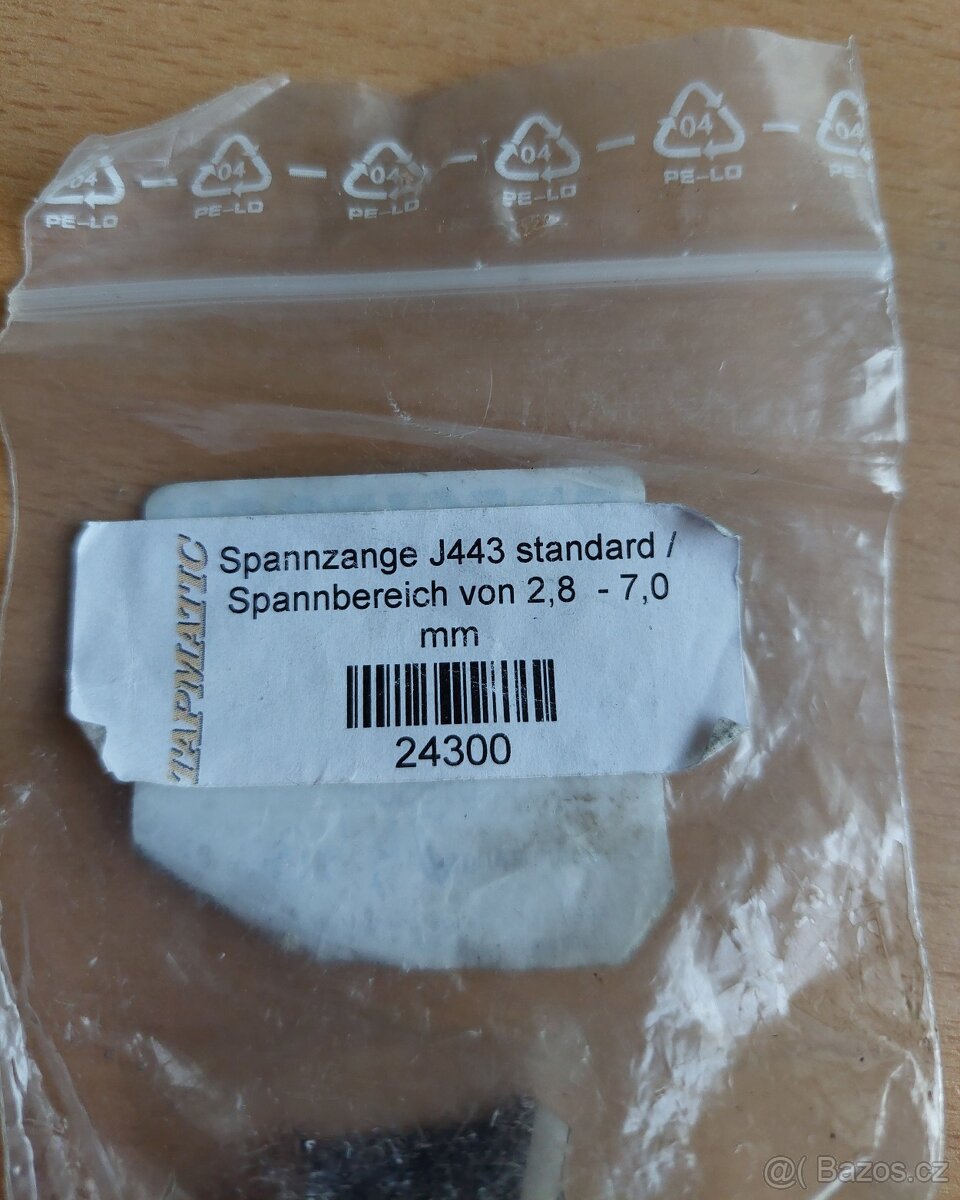 04 04 04 04 04 04
PE-LD PE-LD PE-LD PE-LD PE-LD PE-
TAPMATIC
Spannzange J443 standard /
Spannbereich von 2,8 - 7,0
mm
24300
@( Bazos.cz